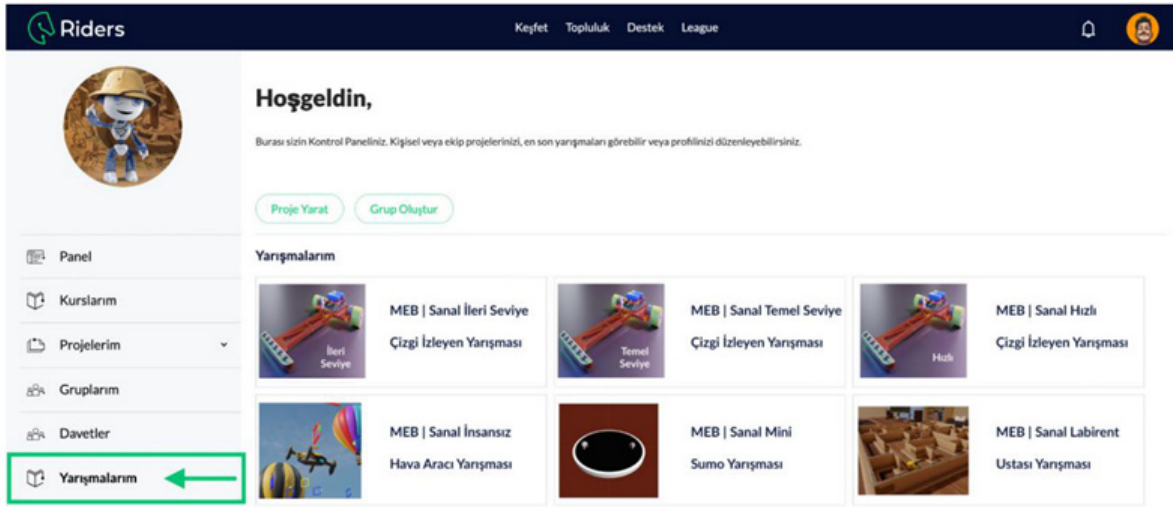 Riders
Keşfet Topluluk Destek League
Hoşgeldin,
Burası sizin Kontrol Paneliniz. Kişisel veya ekip projelerinizi, en son yarışmaları görebilir veya profilinizi düzenleyebilirsiniz.
Proje Yarat Grup Oluştur
Panel
Kurslarım
Projelerim
Gruplarım
Davetler
Yarışmalarım
Yarışmalarım
İleri
Seviye
MEB | Sanal İleri Seviye
Çizgi İzleyen Yarışması
Temel
Seviye
MEB | Sanal Temel Seviye
Çizgi İzleyen Yarışması
Hızlı
MEB | Sanal Hızlı
Çizgi İzleyen Yarışması
MEB | Sanal İnsansız
Hava Aracı Yarışması
MEB | Sanal Mini
Sumo Yarışması
MEB | Sanal Labirent
Ustası Yarışması